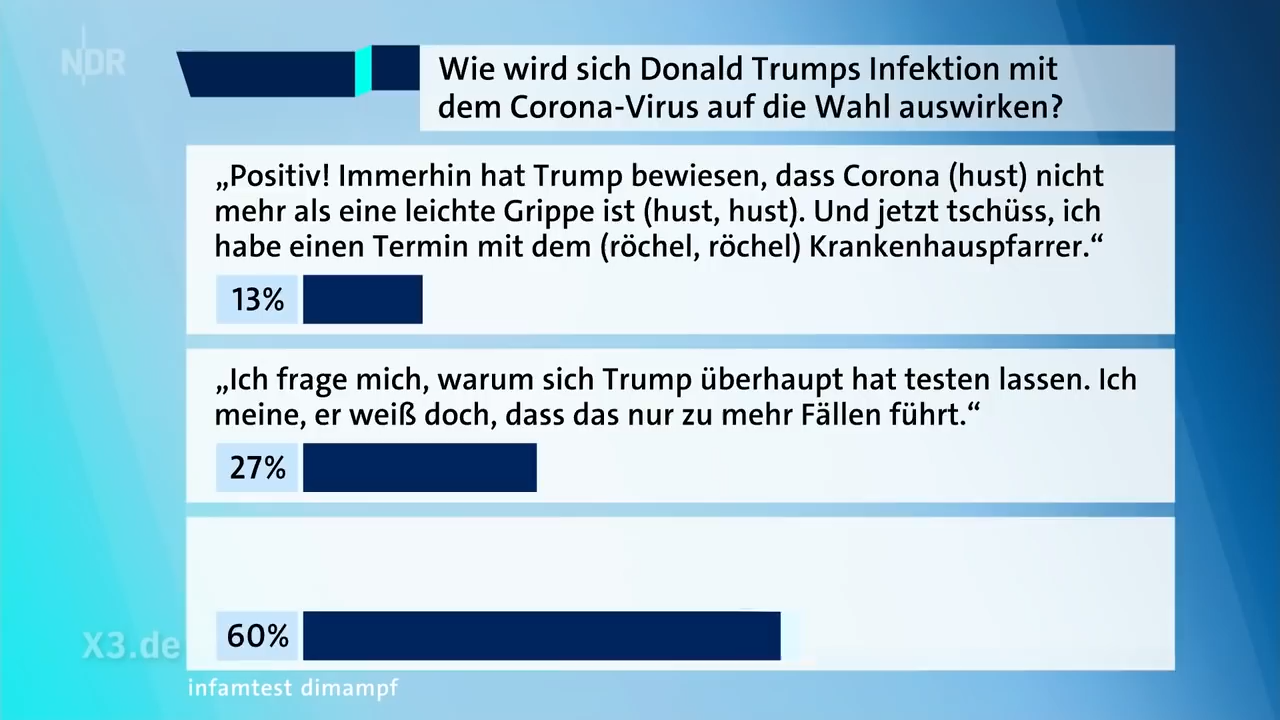 NDR
Wie wird sich Donald Trumps Infektion mit
dem Corona-Virus auf die Wahl auswirken?
„Positiv! Immerhin hat Trump bewiesen, dass Corona (hust) nicht
mehr als eine leichte Grippe ist (hust, hust). Und jetzt tschüss, ich
habe einen Termin mit dem (röchel, röchel) Krankenhauspfarrer.“
13%
„Ich frage mich, warum sich Trump überhaupt hat testen lassen. Ich
meine, er weiß doch, dass das nur zu mehr Fällen führt.“
27%
60%
X3.de
infamtest dimampf